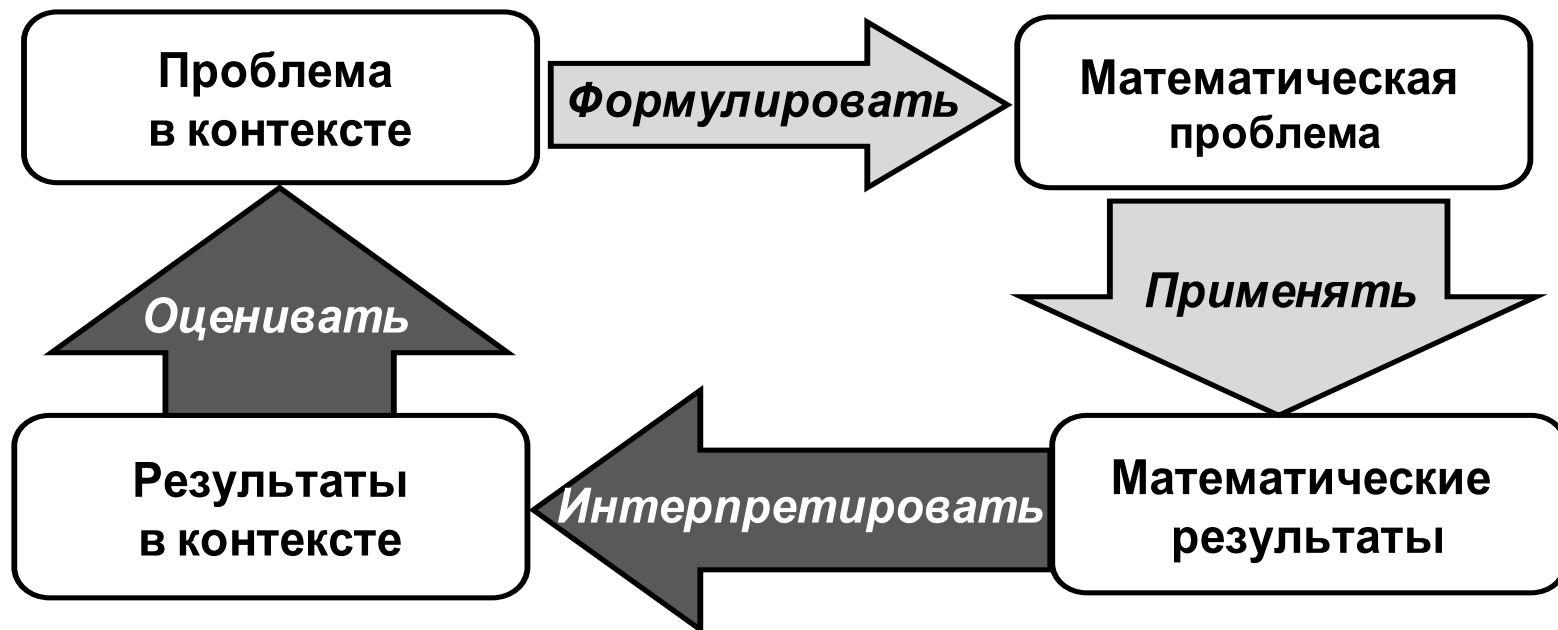 Проблема
в контексте
Формулировать
Математическая
проблема
Применять
Математические
результаты
Интерпретировать
Результаты
в контексте
Оценивать